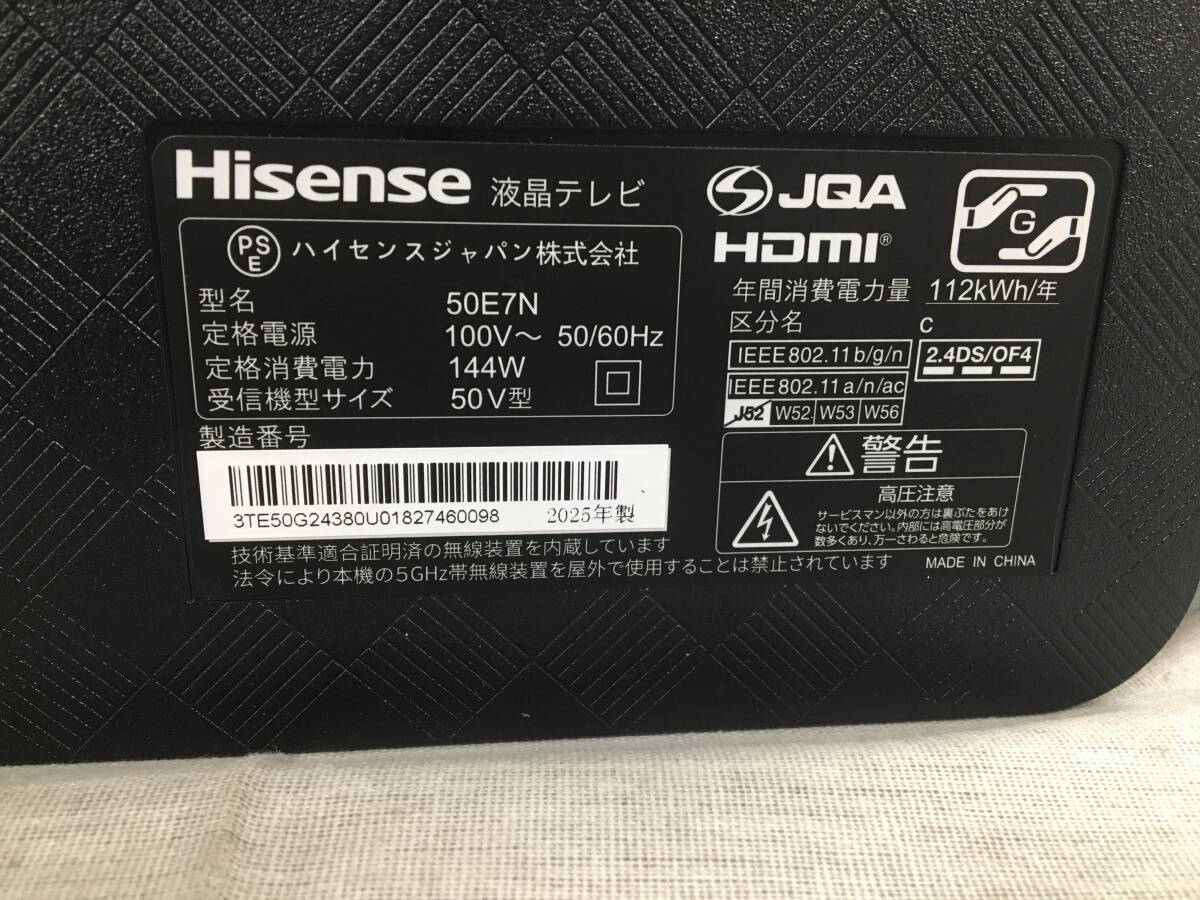 Hisense 液晶テレビ
PS
E
ハイセンスジャパン株式会社
型名 50E7N
定格電源 100V～ 50/60Hz
定格消費電力 144W
受信機型サイズ 50V型
製造番号
3TE50G24380U01827460098 2025年製
技術基準適合証明済の無線装置を内蔵しています
法令により本機の5GHz帯無線装置を屋外で使用することは禁止されています
JQA
HDMI®
G
年間消費電力量 112kWh/年
区分名 C
IEEE802.11b/g/n
2.4DS/OF4
IEEE802.11a/n/ac
J52 W52 W53 W56
警告
高圧注意
サービスマン以外の方は裏ぶたをあけ
ないでください。内部には高電圧部分が
数多くあり、万一さわると危険です。
MADE IN CHINA